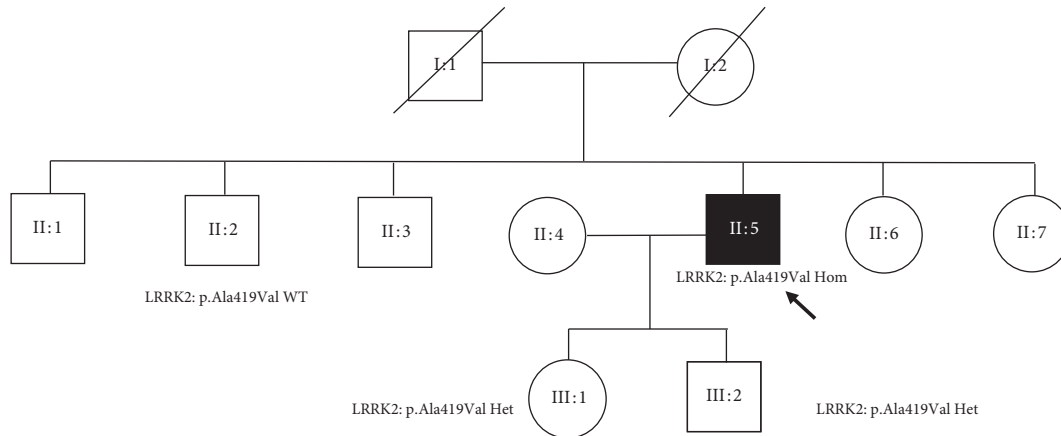 I:1
I:2
II:1
II:2
II:3
II:4
II:5
II:6
II:7
LRRK2: p.Ala419Val Hom
LRRK2: p.Ala419Val WT
III:1
III:2
LRRK2: p.Ala419Val Het
LRRK2: p.Ala419Val Het